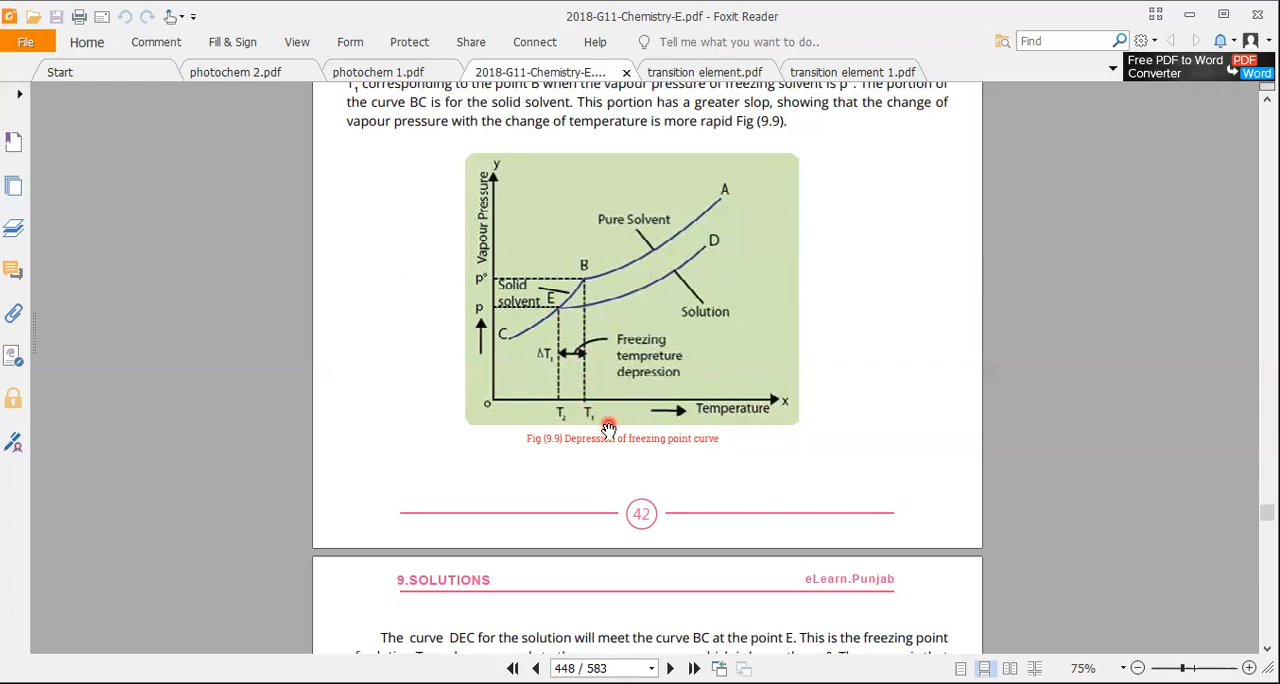 2018-G11-Chemistry-E.pdf - Foxit Reader
File Home Comment Fill & Sign View Form Protect Share Connect Help Tell me what you want to do.. Find
Start photochem 2.pdf photochem 1.pdf 2018-G11-Chemistry-E.... transition element.pdf transition element 1.pdf
Free PDF to Word
Converter
PDF
Word
T₁ corresponding to the point B when the vapour pressure of freezing solvent is p°. The portion of
the curve BC is for the solid solvent. This portion has a greater slop, showing that the change of
vapour pressure with the change of temperature is more rapid Fig (9.9).
y
Vapour Pressure
A
Pure Solvent
D
B
p°
Solid
solvent
E
p
Solution
C
Freezing
tempreture
depression
ΔT₁
o
T₂ T₁
Temperature
x
Fig (9.9) Depression of freezing point curve
42
9.SOLUTIONS
eLearn.Punjab
The curve DEC for the solution will meet the curve BC at the point E. This is the freezing point
448 / 583
75%